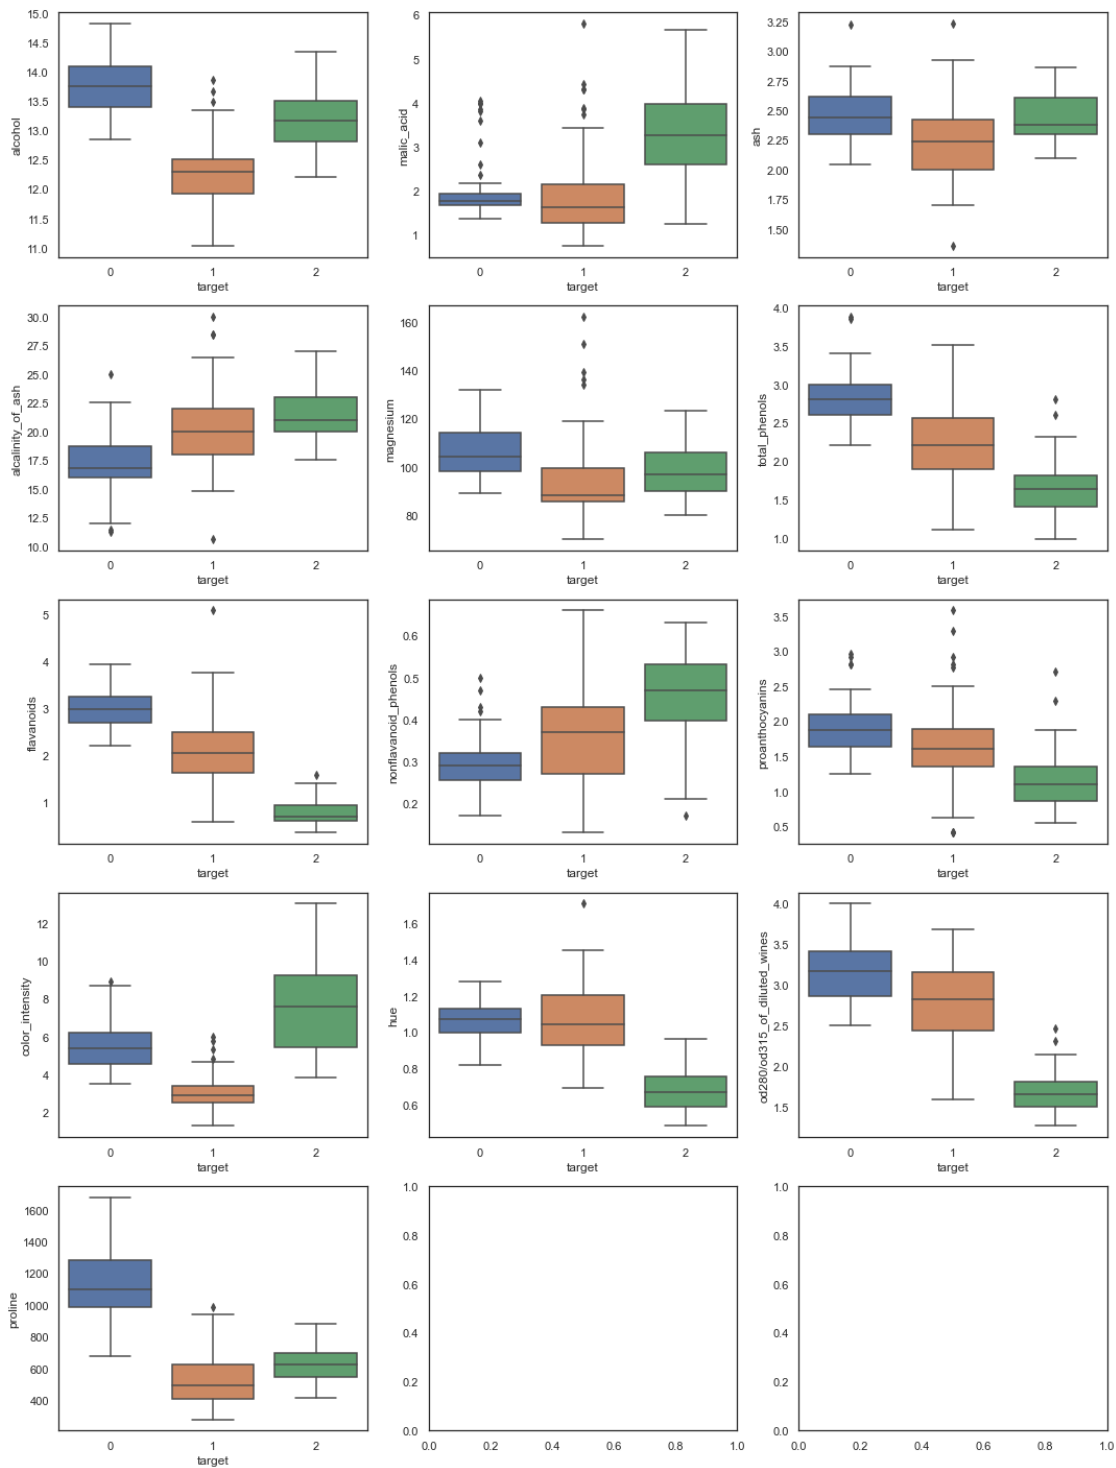 15.0
14.5
14.0
13.5
13.0
12.5
12.0
11.5
11.0
alcohol
0 1 2
target
6
5
4
3
2
1
malic_acid
0 1 2
target
3.25
3.00
2.75
2.50
2.25
2.00
1.75
1.50
ash
0 1 2
target
30.0
27.5
25.0
22.5
20.0
17.5
15.0
12.5
10.0
alcalinity_of_ash
0 1 2
target
160
140
120
100
80
magnesium
0 1 2
target
4.0
3.5
3.0
2.5
2.0
1.5
1.0
total_phenols
0 1 2
target
5
4
3
2
1
flavanoids
0 1 2
target
0.6
0.5
0.4
0.3
0.2
nonflavanoid_phenols
0 1 2
target
3.5
3.0
2.5
2.0
1.5
1.0
0.5
proanthocyanins
0 1 2
target
12
10
8
6
4
2
color_intensity
0 1 2
target
1.6
1.4
1.2
1.0
0.8
0.6
hue
0 1 2
target
4.0
3.5
3.0
2.5
2.0
1.5
od280/od315_of_diluted_wines
0 1 2
target
1600
1400
1200
1000
800
600
400
proline
0 1 2
target
1.0
0.8
0.6
0.4
0.2
0.0
0.0 0.2 0.4 0.6 0.8 1.0
1.0
0.8
0.6
0.4
0.2
0.0
0.0 0.2 0.4 0.6 0.8 1.0